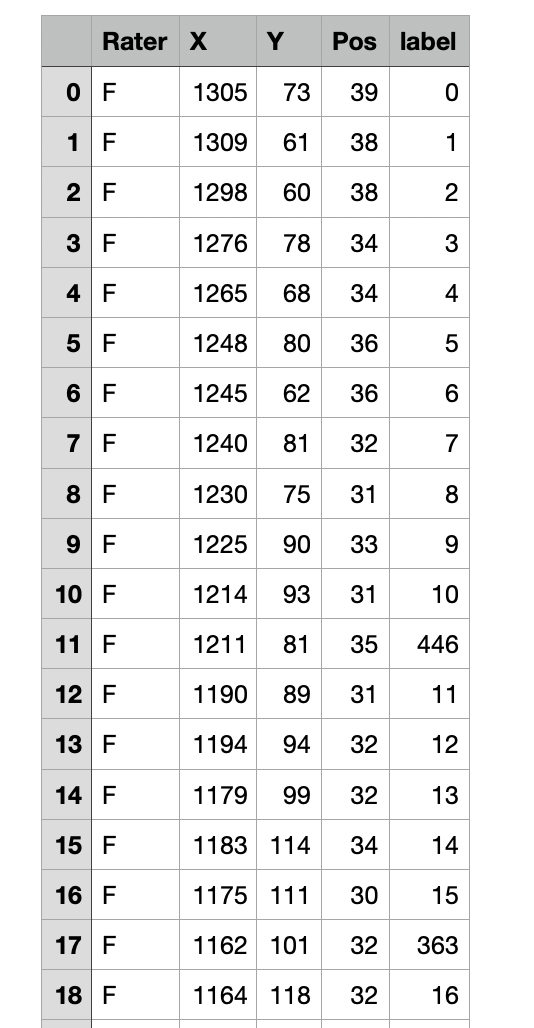 Rater X Y Pos label
0 F 1305 73 39 0
1 F 1309 61 38 1
2 F 1298 60 38 2
3 F 1276 78 34 3
4 F 1265 68 34 4
5 F 1248 80 36 5
6 F 1245 62 36 6
7 F 1240 81 32 7
8 F 1230 75 31 8
9 F 1225 90 33 9
10 F 1214 93 31 10
11 F 1211 81 35 446
12 F 1190 89 31 11
13 F 1194 94 32 12
14 F 1179 99 32 13
15 F 1183 114 34 14
16 F 1175 111 30 15
17 F 1162 101 32 363
18 F 1164 118 32 16